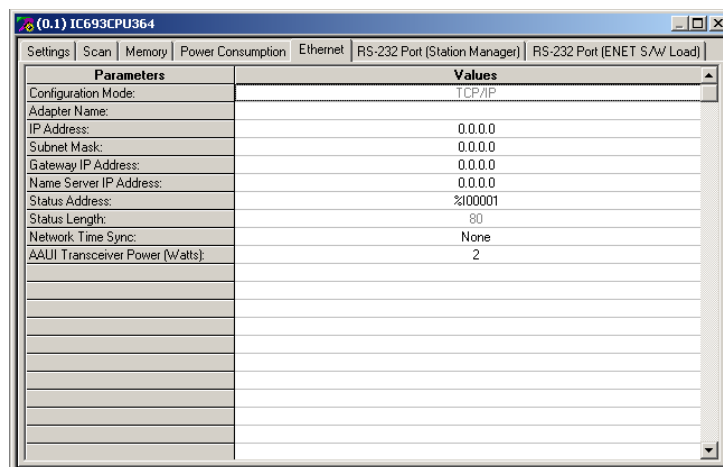 (0.1) IC693CPU364
Settings Scan Memory Power Consumption Ethernet RS-232 Port (Station Manager) RS-232 Port (ENET S/W Load)
Parameters Values
Configuration Mode: TCP/IP
Adapter Name:
IP Address: 0.0.0.0
Subnet Mask: 0.0.0.0
Gateway IP Address: 0.0.0.0
Name Server IP Address: 0.0.0.0
Status Address: %I00001
Status Length: 80
Network Time Sync: None
AAUI Transceiver Power (Watts): 2